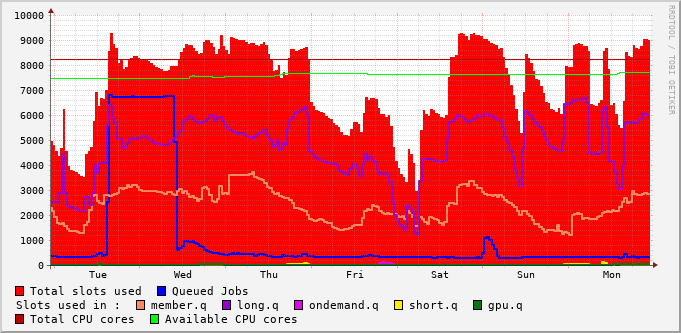 10000
9000
8000
7000
6000
5000
4000
3000
2000
1000
0
Tue Wed Thu Fri Sat Sun Mon
RRDTOOL / TOBI OETIKER
Total slots used Queued Jobs
Slots used in : member.q long.q ondemand.q short.q gpu.q
Total CPU cores Available CPU cores